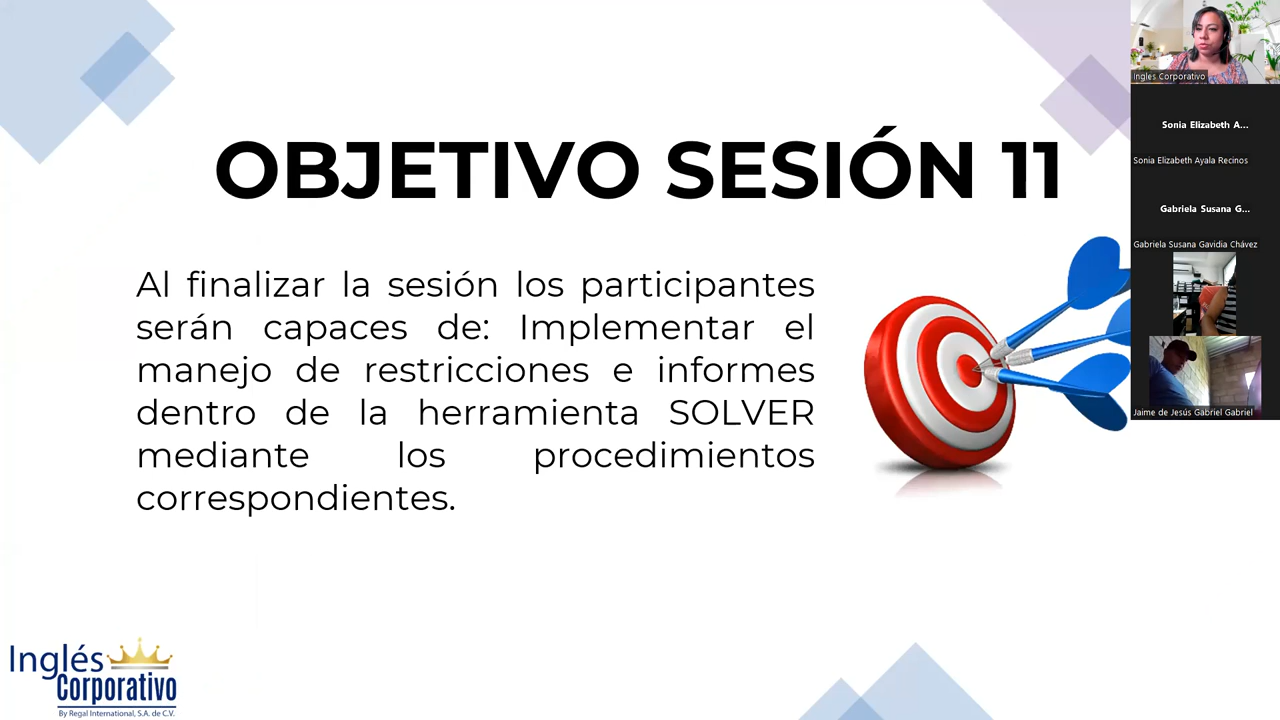 OBJETIVO SESIÓN 11
Al finalizar la sesión los participantes
serán capaces de: Implementar el
manejo de restricciones e informes
dentro de la herramienta SOLVER
mediante los procedimientos
correspondientes.
Inglés
Corporativo
By Regal International, S.A. de C.V.
Ingles Corporativo
Sonia Elizabeth A...
Sonia Elizabeth Ayala Recinos
Gabriela Susana G...
Gabriela Susana Gavidia Chávez
Jaime de Jesús Gabriel Gabriel